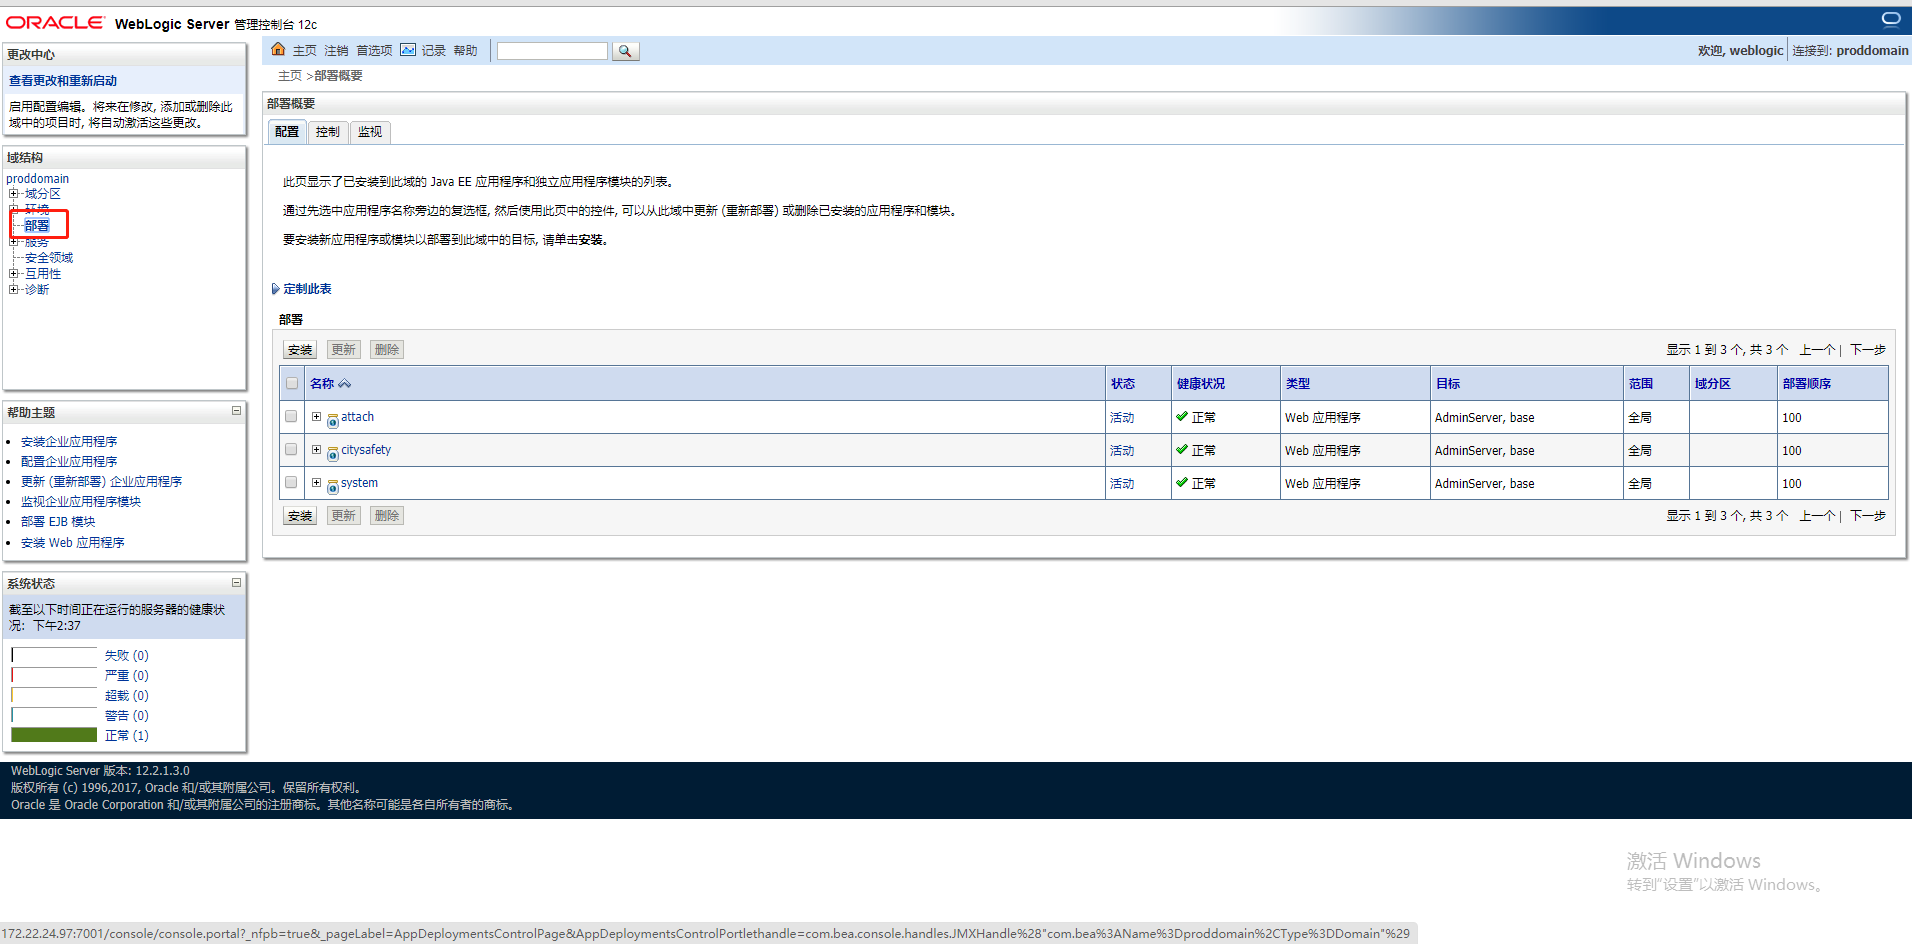 ORACLE WebLogic Server 管理控制台 12c
更改中心
查看更改和重新启动
启用配置编辑。将来在修改, 添加或删除此
域中的项目时, 将自动激活这些更改。
域结构
proddomain
域分区
环境
部署
服务
安全领域
互用性
诊断
帮助主题
安装企业应用程序
配置企业应用程序
更新 (重新部署) 企业应用程序
监视企业应用程序模块
部署 EJB 模块
安装 Web 应用程序
系统状态
截至以下时间正在运行的服务器的健康状
况: 下午2:37
失败 (0)
严重 (0)
超载 (0)
警告 (0)
正常 (1)
主页 注销 首选项 记录 帮助
欢迎, weblogic 连接到: proddomain
主页 >部署概要
部署概要
配置 控制 监视
此页显示了已安装到此域的 Java EE 应用程序和独立应用程序模块的列表。
通过先选中应用程序名称旁边的复选框, 然后使用此页中的控件, 可以从此域中更新 (重新部署) 或删除已安装的应用程序和模块。
要安装新应用程序或模块以部署到此域中的目标, 请单击安装。
定制此表
部署
安装 更新 删除 显示 1 到 3 个, 共 3 个 上一个 | 下一步
名称 状态 健康状况 类型 目标 范围 域分区 部署顺序
attach 活动 正常 Web 应用程序 AdminServer, base 全局 100
citysafety 活动 正常 Web 应用程序 AdminServer, base 全局 100
system 活动 正常 Web 应用程序 AdminServer, base 全局 100
安装 更新 删除 显示 1 到 3 个, 共 3 个 上一个 | 下一步
WebLogic Server 版本: 12.2.1.3.0
版权所有 (c) 1996,2017, Oracle 和/或其附属公司。保留所有权利。
Oracle 是 Oracle Corporation 和/或其附属公司的注册商标。其他名称可能是各自所有者的商标。
激活 Windows
转到"设置"以激活 Windows。
172.22.24.97:7001/console/console.portal?_nfpb=true&_pageLabel=AppDeploymentsControlPage&AppDeploymentsControlPortlethandle=com.bea.console.handles.JMXHandle%28"com.bea%3AName%3Dproddomain%2CType%3DDomain"%29